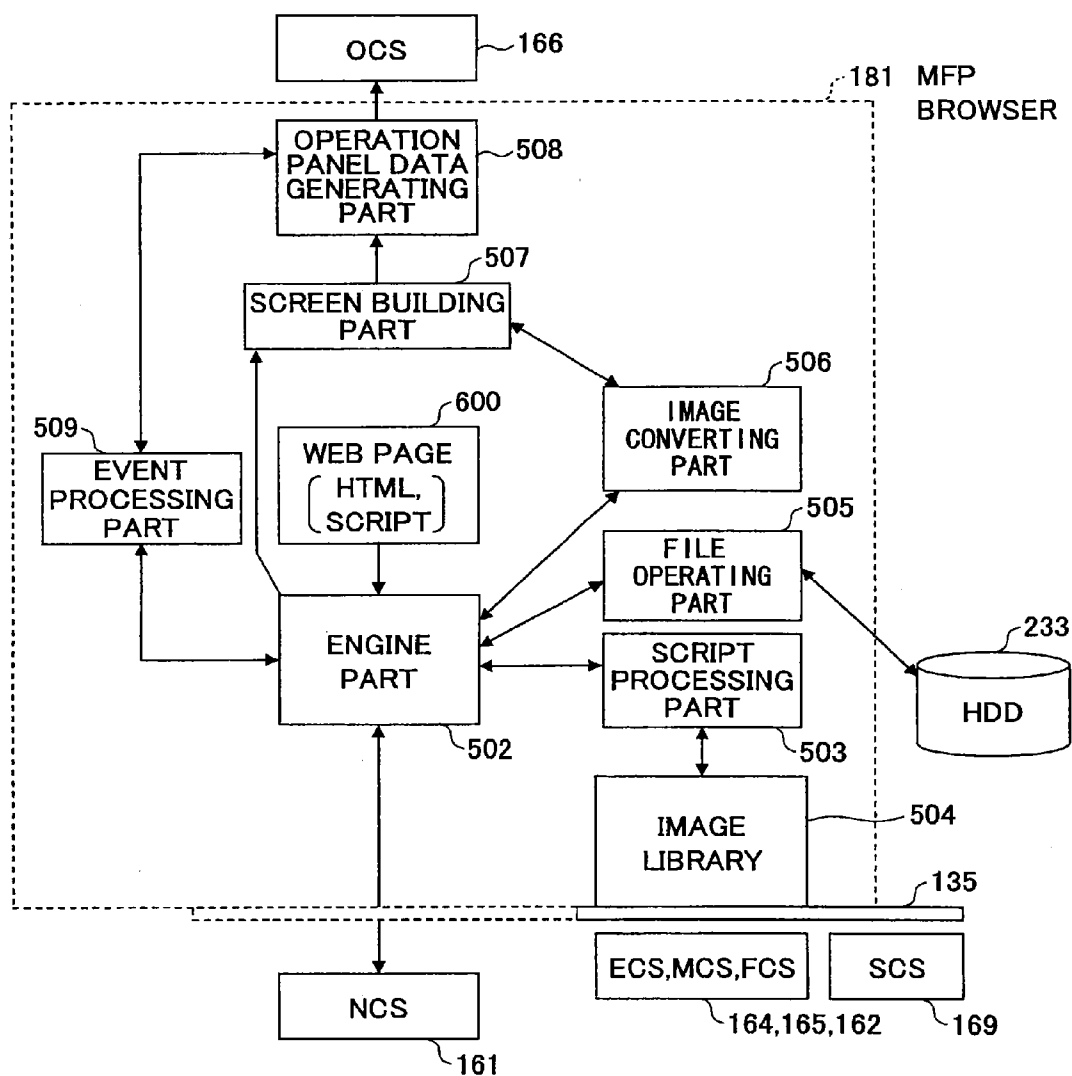 OCS
166
181 MFP
BROWSER
OPERATION
PANEL DATA
GENERATING
PART
508
507
SCREEN BUILDING
PART
506
IMAGE
CONVERTING
PART
600
WEB PAGE
HTML,
SCRIPT
509
EVENT
PROCESSING
PART
505
FILE
OPERATING
PART
ENGINE
PART
502
SCRIPT
PROCESSING
PART
503
233
HDD
IMAGE
LIBRARY
504
135
ECS,MCS,FCS
164,165,162
SCS
169
NCS
161